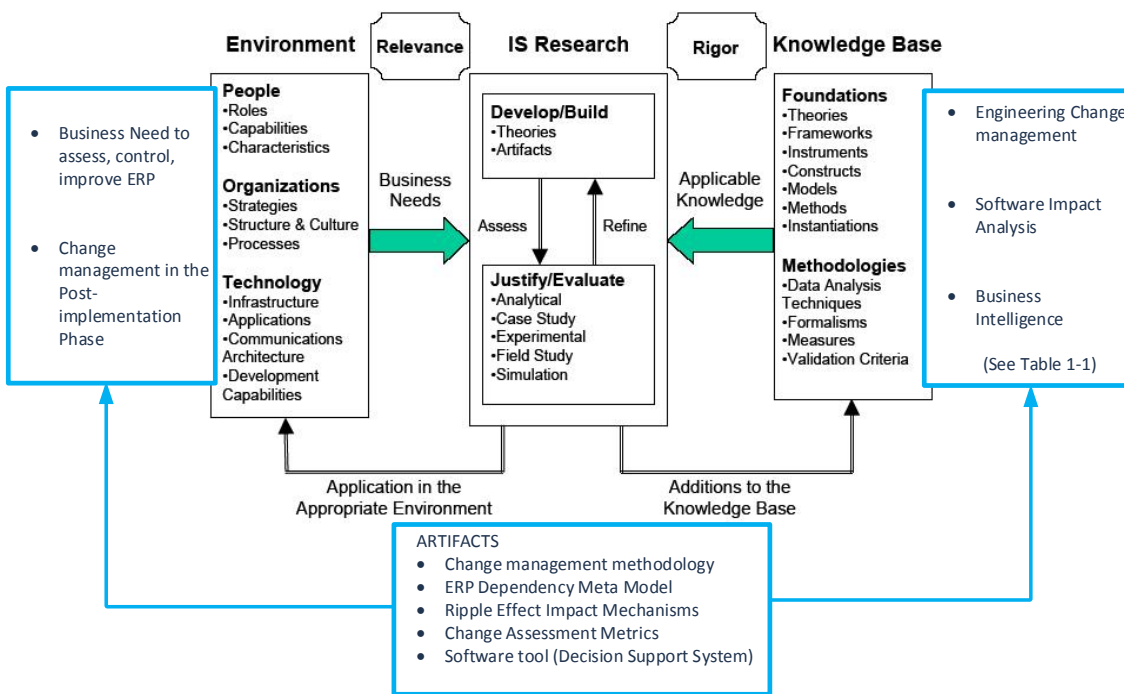 Environment
Relevance
IS Research
Rigor
Knowledge Base
• Business Need to
assess, control,
improve ERP
• Change
management in the
Post-
implementation
Phase
People
•Roles
•Capabilities
•Characteristics
Organizations
•Strategies
•Structure & Culture
•Processes
Technology
•Infrastructure
•Applications
•Communications
Architecture
•Development
Capabilities
Business
Needs
Develop/Build
•Theories
•Artifacts
Assess
Refine
Justify/Evaluate
•Analytical
•Case Study
•Experimental
•Field Study
•Simulation
Applicable
Knowledge
Foundations
•Theories
•Frameworks
•Instruments
•Constructs
•Models
•Methods
•Instantiations
Methodologies
•Data Analysis
Techniques
•Formalisms
•Measures
•Validation Criteria
• Engineering Change
management
• Software Impact
Analysis
• Business
Intelligence
(See Table 1-1)
Application in the
Appropriate Environment
Additions to the
Knowledge Base
ARTIFACTS
• Change management methodology
• ERP Dependency Meta Model
• Ripple Effect Impact Mechanisms
• Change Assessment Metrics
• Software tool (Decision Support System)